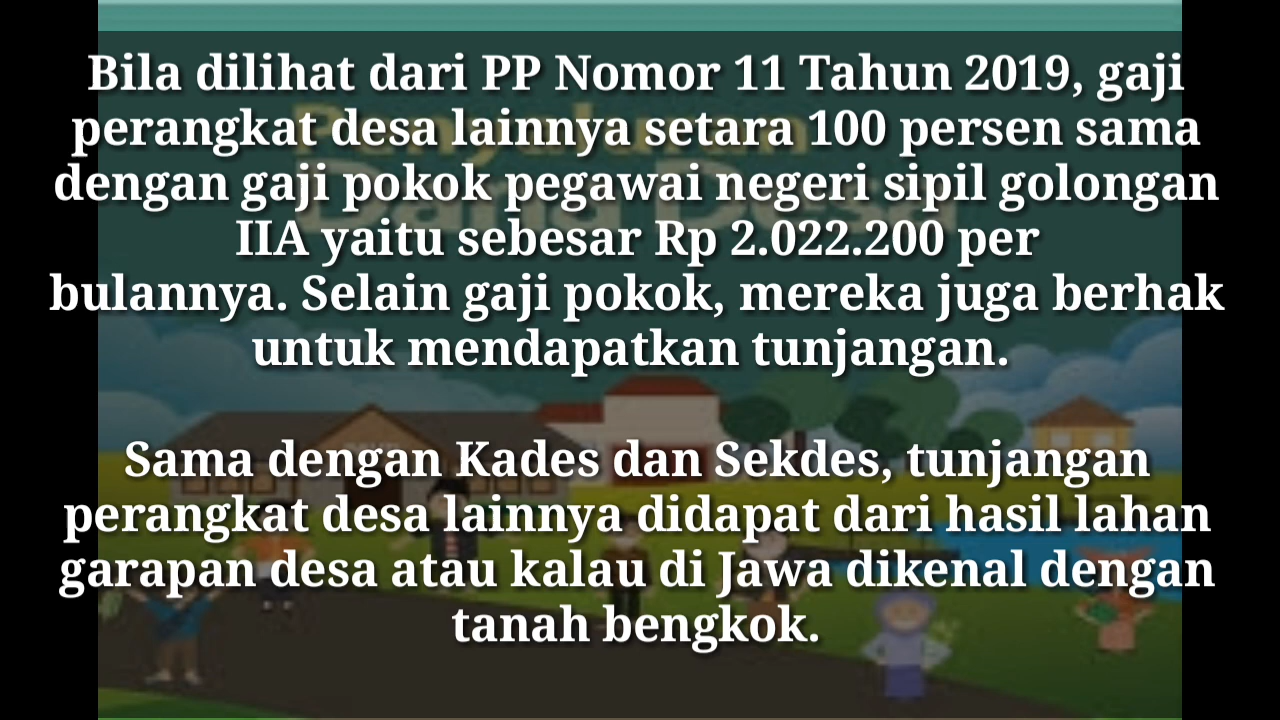 Bila dilihat dari PP Nomor 11 Tahun 2019, gaji
perangkat desa lainnya setara 100 persen sama
dengan gaji pokok pegawai negeri sipil golongan
IIA yaitu sebesar Rp 2.022.200 per
bulannya. Selain gaji pokok, mereka juga berhak
untuk mendapatkan tunjangan.
Sama dengan Kades dan Sekdes, tunjangan
perangkat desa lainnya didapat dari hasil lahan
garapan desa atau kalau di Jawa dikenal dengan
tanah bengkok.